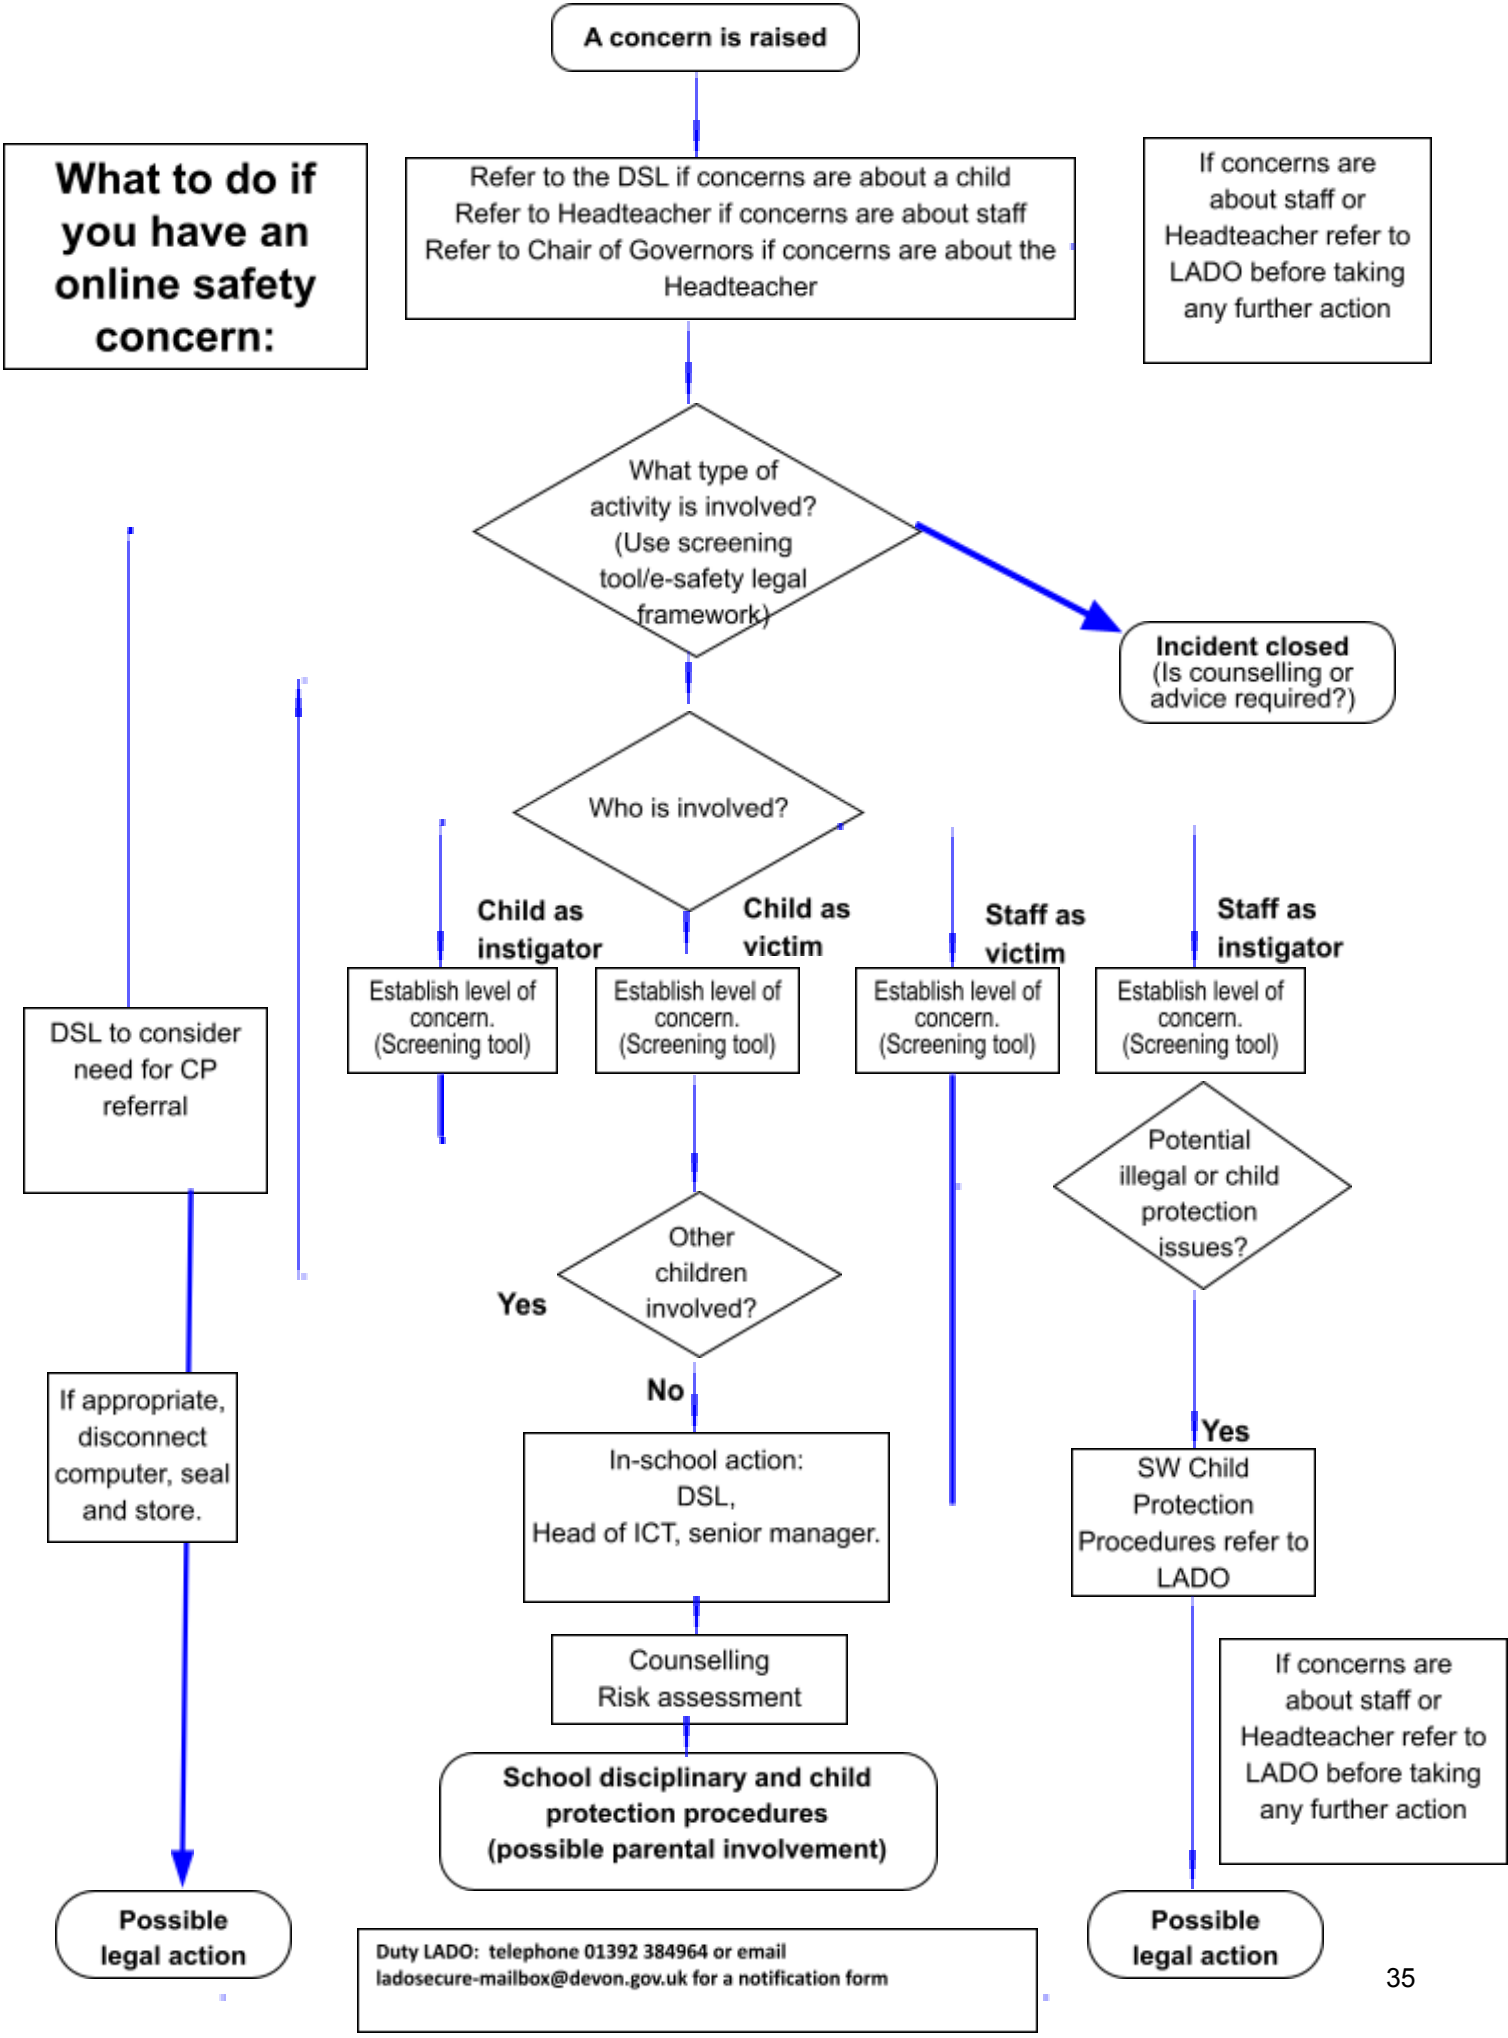 A concern is raised
What to do if
you have an
online safety
concern:
Refer to the DSL if concerns are about a child
Refer to Headteacher if concerns are about staff
Refer to Chair of Governors if concerns are about the
Headteacher
If concerns are
about staff or
Headteacher refer to
LADO before taking
any further action
What type of
activity is involved?
(Use screening
tool/e-safety legal
framework)
Incident closed
(Is counselling or
advice required?)
Who is involved?
Child as
instigator
Child as
victim
Staff as
victim
Staff as
instigator
Establish level of
concern.
(Screening tool)
Establish level of
concern.
(Screening tool)
Establish level of
concern.
(Screening tool)
Establish level of
concern.
(Screening tool)
DSL to consider
need for CP
referral
Potential
illegal or child
protection
issues?
Other
children
involved?
Yes
No
If appropriate,
disconnect
computer, seal
and store.
In-school action:
DSL,
Head of ICT, senior manager.
Yes
SW Child
Protection
Procedures refer to
LADO
Counselling
Risk assessment
If concerns are
about staff or
Headteacher refer to
LADO before taking
any further action
School disciplinary and child
protection procedures
(possible parental involvement)
Possible
legal action
Possible
legal action
Duty LADO: telephone 01392 384964 or email
ladosecure-mailbox@devon.gov.uk for a notification form
35